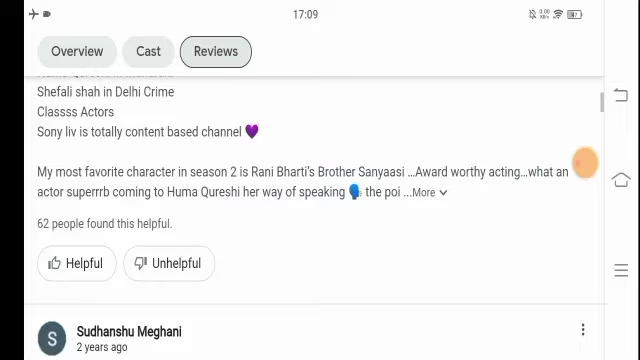 17:09
Overview Cast Reviews
Shefali shah in Delhi Crime
Classss Actors
Sony liv is totally content based channel 💜
My most favorite character in season 2 is Rani Bharti's Brother Sanyaasi ...Award worthy acting...what an
actor superrrb coming to Huma Qureshi her way of speaking 🗣 the poi ...More
62 people found this helpful.
Helpful Unhelpful
S Sudhanshu Meghani
2 years ago